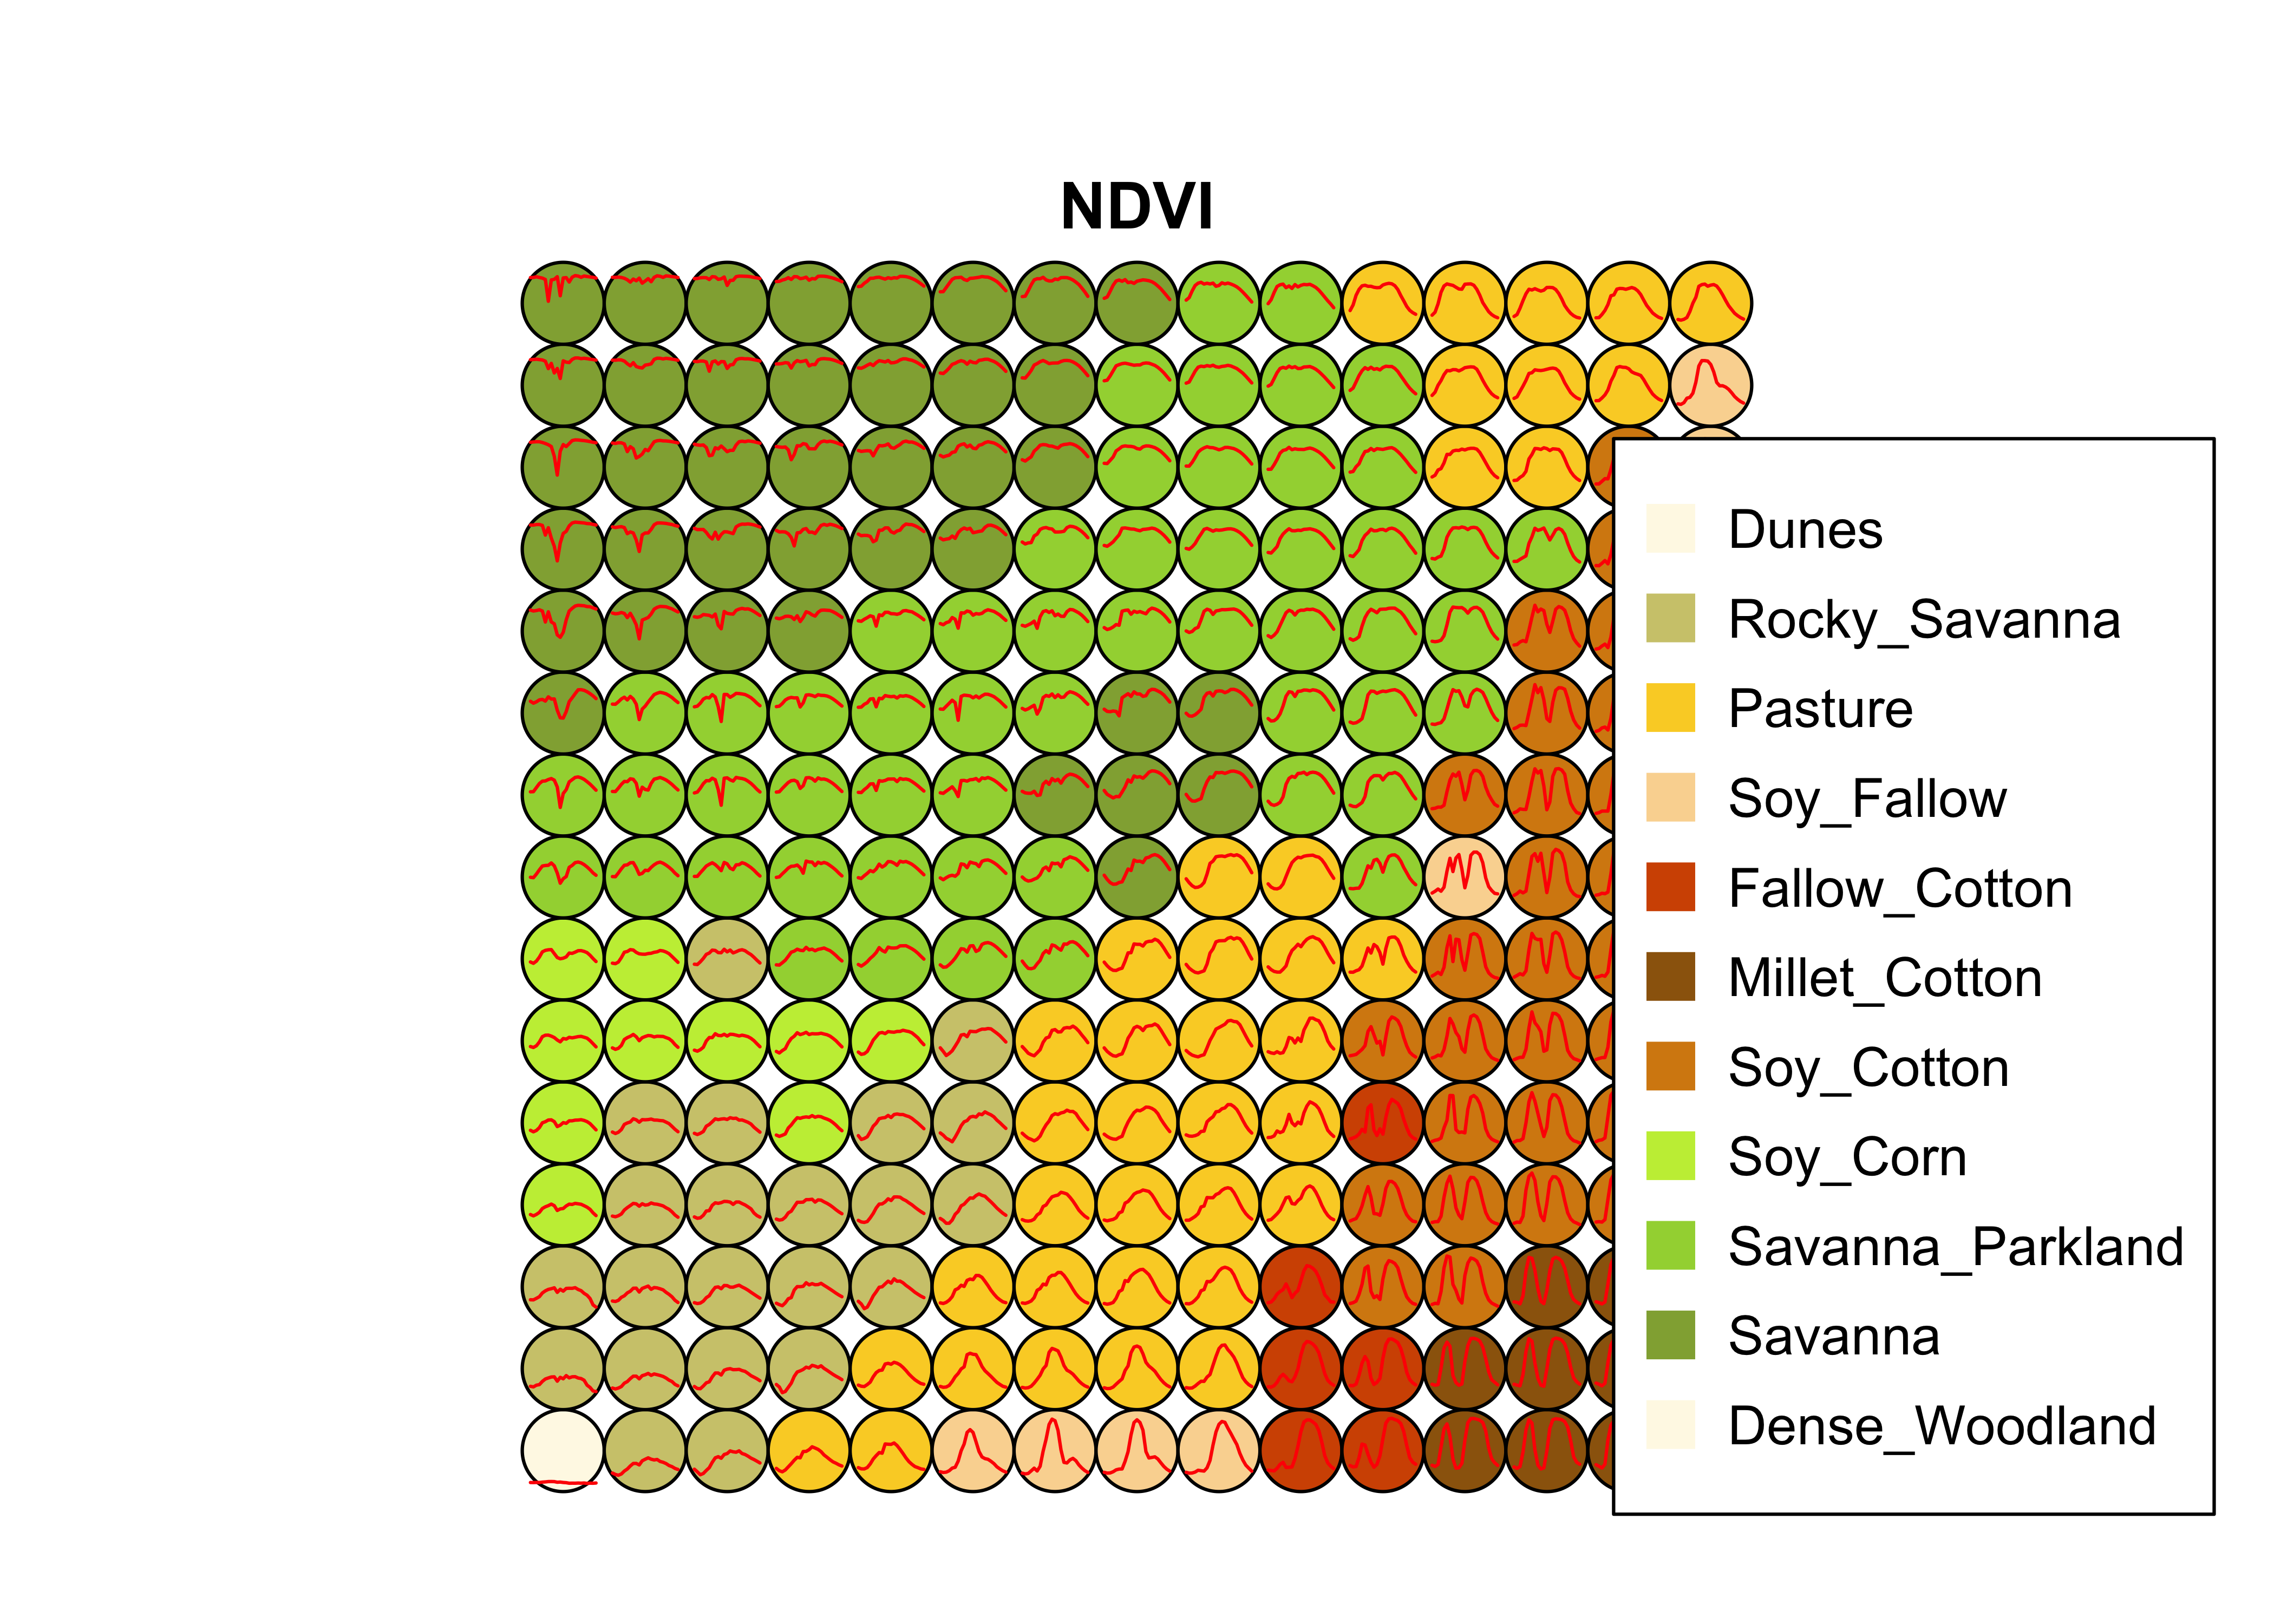 NDVI
Dunes
Rocky_Savanna
Pasture
Soy_Fallow
Fallow_Cotton
Millet_Cotton
Soy_Cotton
Soy_Corn
Savanna_Parkland
Savanna
Dense_Woodland